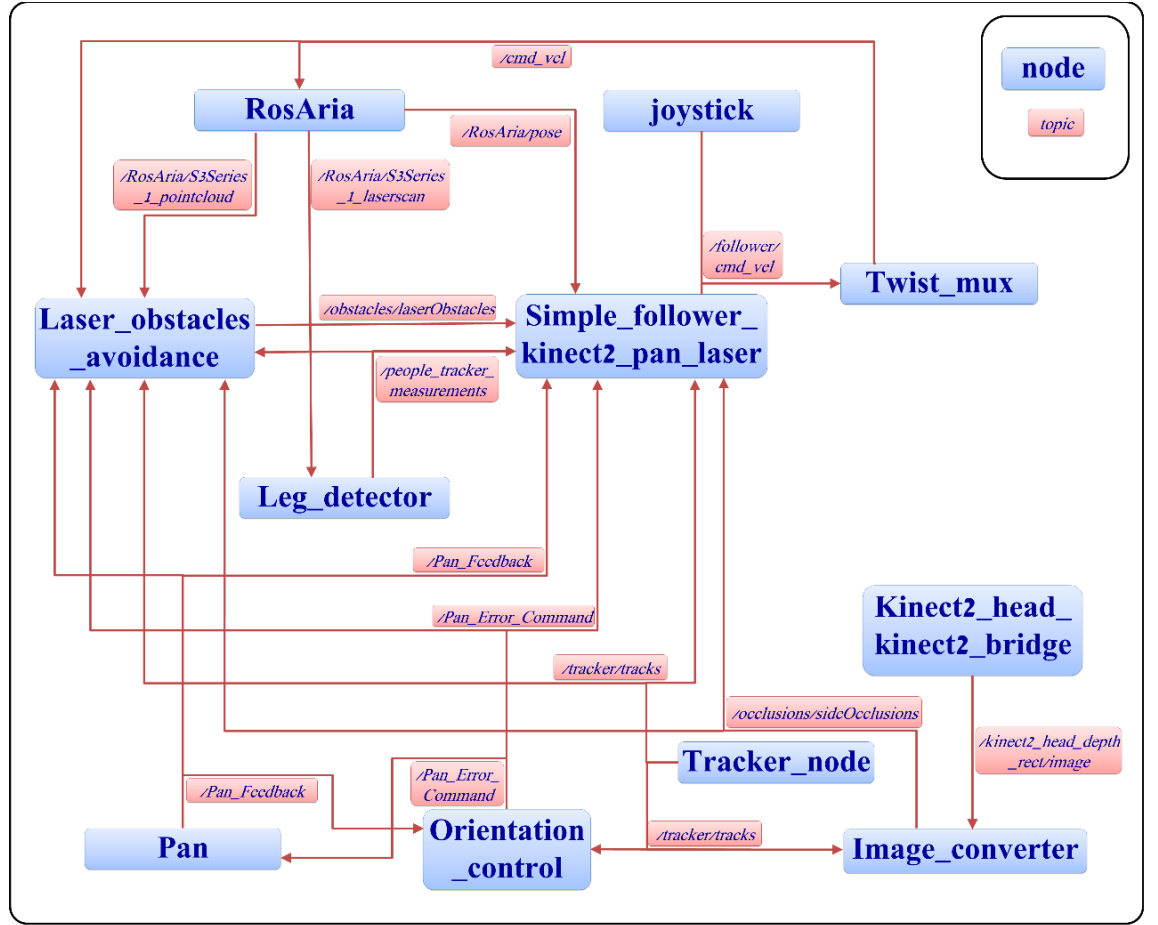 /cmd_vel
node
RosAria
joystick
topic
/RosAria/pose
/RosAria/S3Series
_1_pointcloud
/RosAria/S3Series
_1_laserscan
/follower/
cmd_vel
Twist_mux
Laser_obstacles
_avoidance
/obstacles/laserObstacles
Simple_follower_
kinect2_pan_laser
/people_tracker_
measurements
Leg_detector
/Pan_Feedback
/Pan_Error_Command
Kinect2_head_
kinect2_bridge
/tracker/tracks
/occlusions/sideOcclusions
/kinect2_head_depth
_rect/image
Tracker_node
/Pan_Feedback
/Pan_Error_
Command
Pan
Orientation
_control
/tracker/tracks
Image_converter